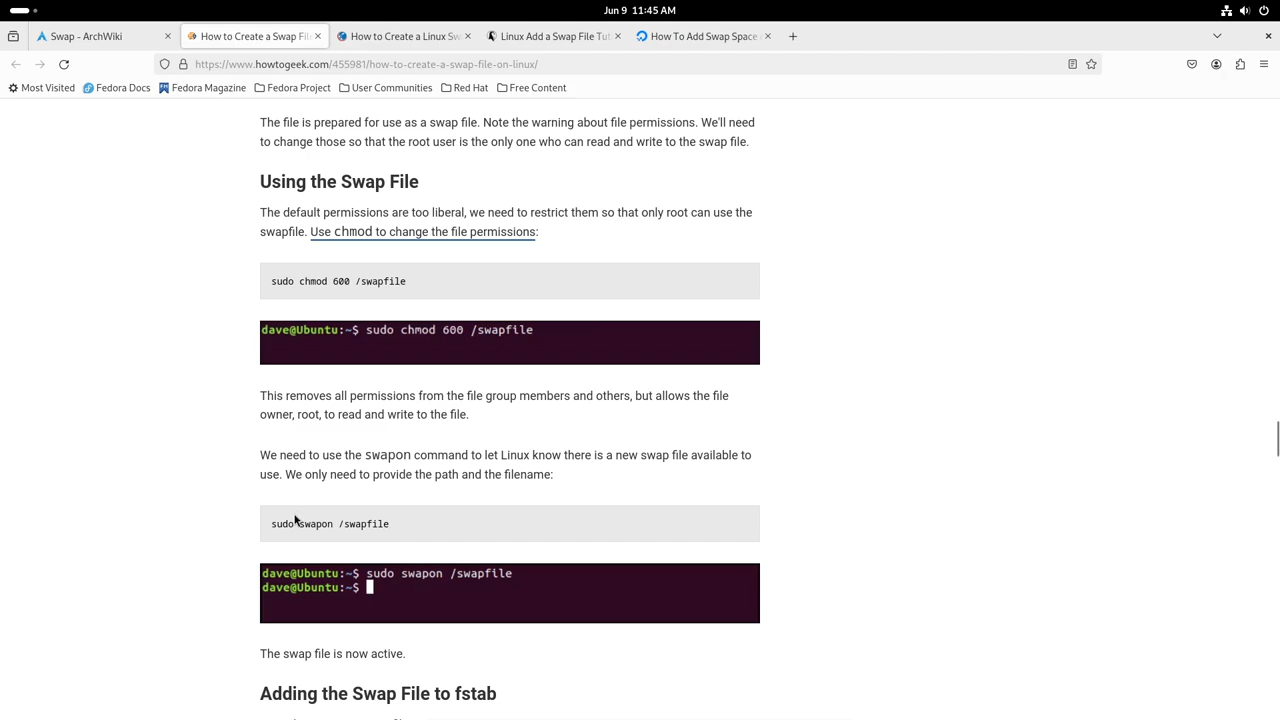 Jun 9 11:45 AM
Swap - ArchWiki
How to Create a Swap Fil
How to Create a Linux Sw
Linux Add a Swap File Tut
How To Add Swap Space o
https://www.howtogeek.com/455981/how-to-create-a-swap-file-on-linux/
Most Visited
Fedora Docs
Fedora Magazine
Fedora Project
User Communities
Red Hat
Free Content
The file is prepared for use as a swap file. Note the warning about file permissions. We'll need
to change those so that the root user is the only one who can read and write to the swap file.
Using the Swap File
The default permissions are too liberal, we need to restrict them so that only root can use the
swapfile. Use chmod to change the file permissions:
sudo chmod 600 /swapfile
dave@Ubuntu:~$ sudo chmod 600 /swapfile
This removes all permissions from the file group members and others, but allows the file
owner, root, to read and write to the file.
We need to use the swapon command to let Linux know there is a new swap file available to
use. We only need to provide the path and the filename:
sudo swapon /swapfile
dave@Ubuntu:~$ sudo swapon /swapfile
dave@Ubuntu:~$
The swap file is now active.
Adding the Swap File to fstab